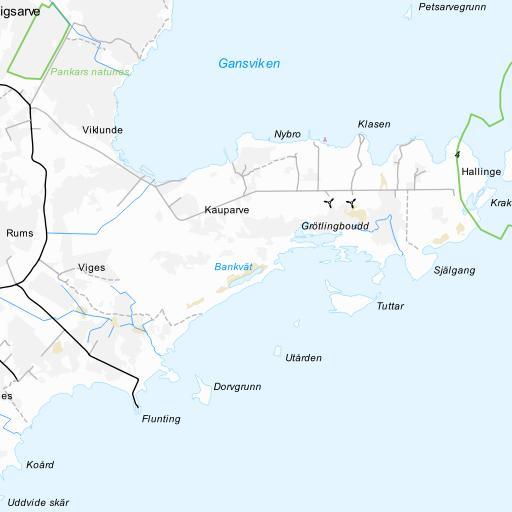 Petsarvegrunn
igsarve
Gansviken
Pankars naturres
Viklunde
Nybro
Klasen
4
Hallinge
Krak
Kauparve
Grötlingboudd
Rums
Viges
Bankvät
Själgang
Tuttar
Utården
Dorvgrunn
es
Flunting
Koård
Uddvide skär